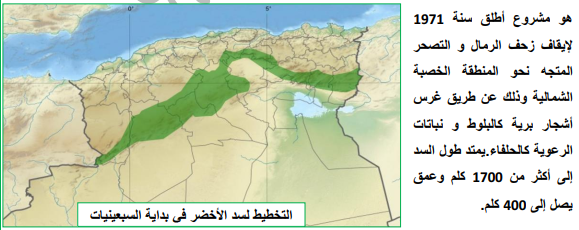 هو مشروع أطلق سنة 1971
لإيقاف زحف الرمال و التصحر
المتجه نحو المنطقة الخصبة
الشمالية وذلك عن طريق غرس
أشجار برية كالبلوط و نباتات
الرعوية كالحلفاء.يمتد طول السد
إلى أكثر من 1700 كلم وعمق
يصل إلى 400 كلم.
0°
5°
التخطيط لسد الأخضر في بداية السبعينيات